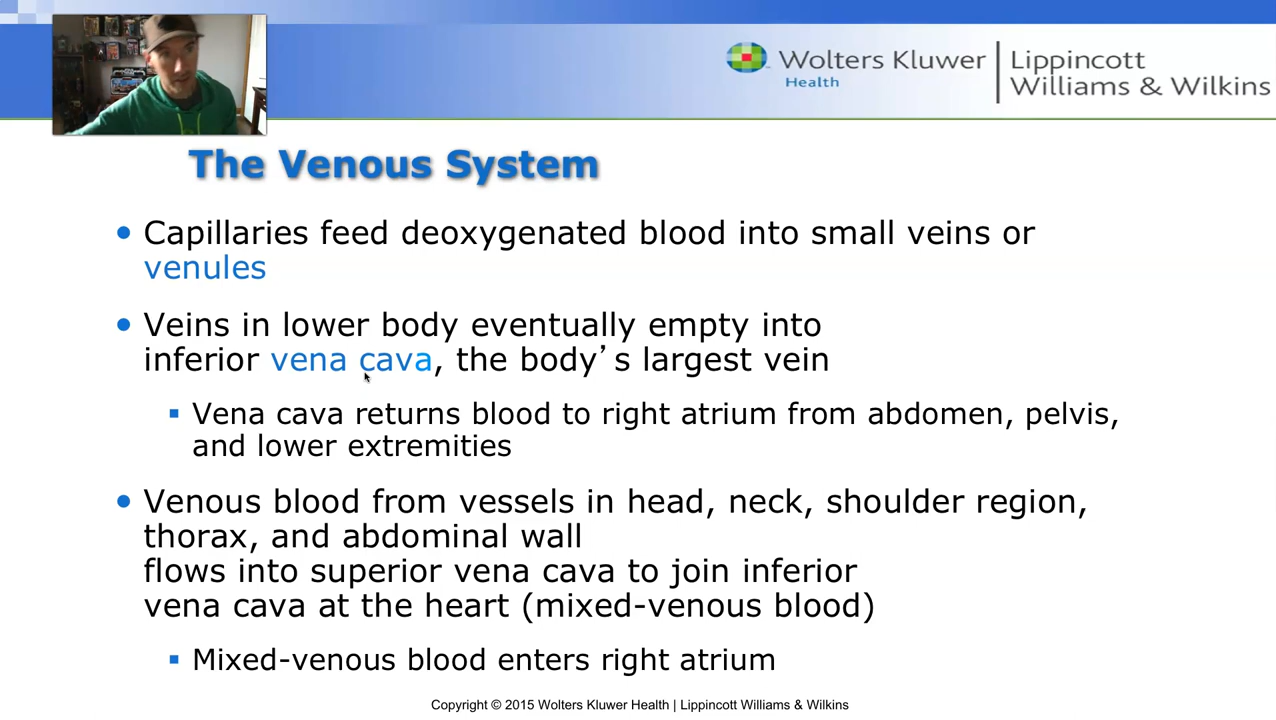 Wolters Kluwer
Health
Lippincott
Williams & Wilkins
The Venous System
• Capillaries feed deoxygenated blood into small veins or
venules
• Veins in lower body eventually empty into
inferior vena cava, the body’s largest vein
▪ Vena cava returns blood to right atrium from abdomen, pelvis,
and lower extremities
• Venous blood from vessels in head, neck, shoulder region,
thorax, and abdominal wall
flows into superior vena cava to join inferior
vena cava at the heart (mixed-venous blood)
▪ Mixed-venous blood enters right atrium
Copyright © 2015 Wolters Kluwer Health | Lippincott Williams & Wilkins